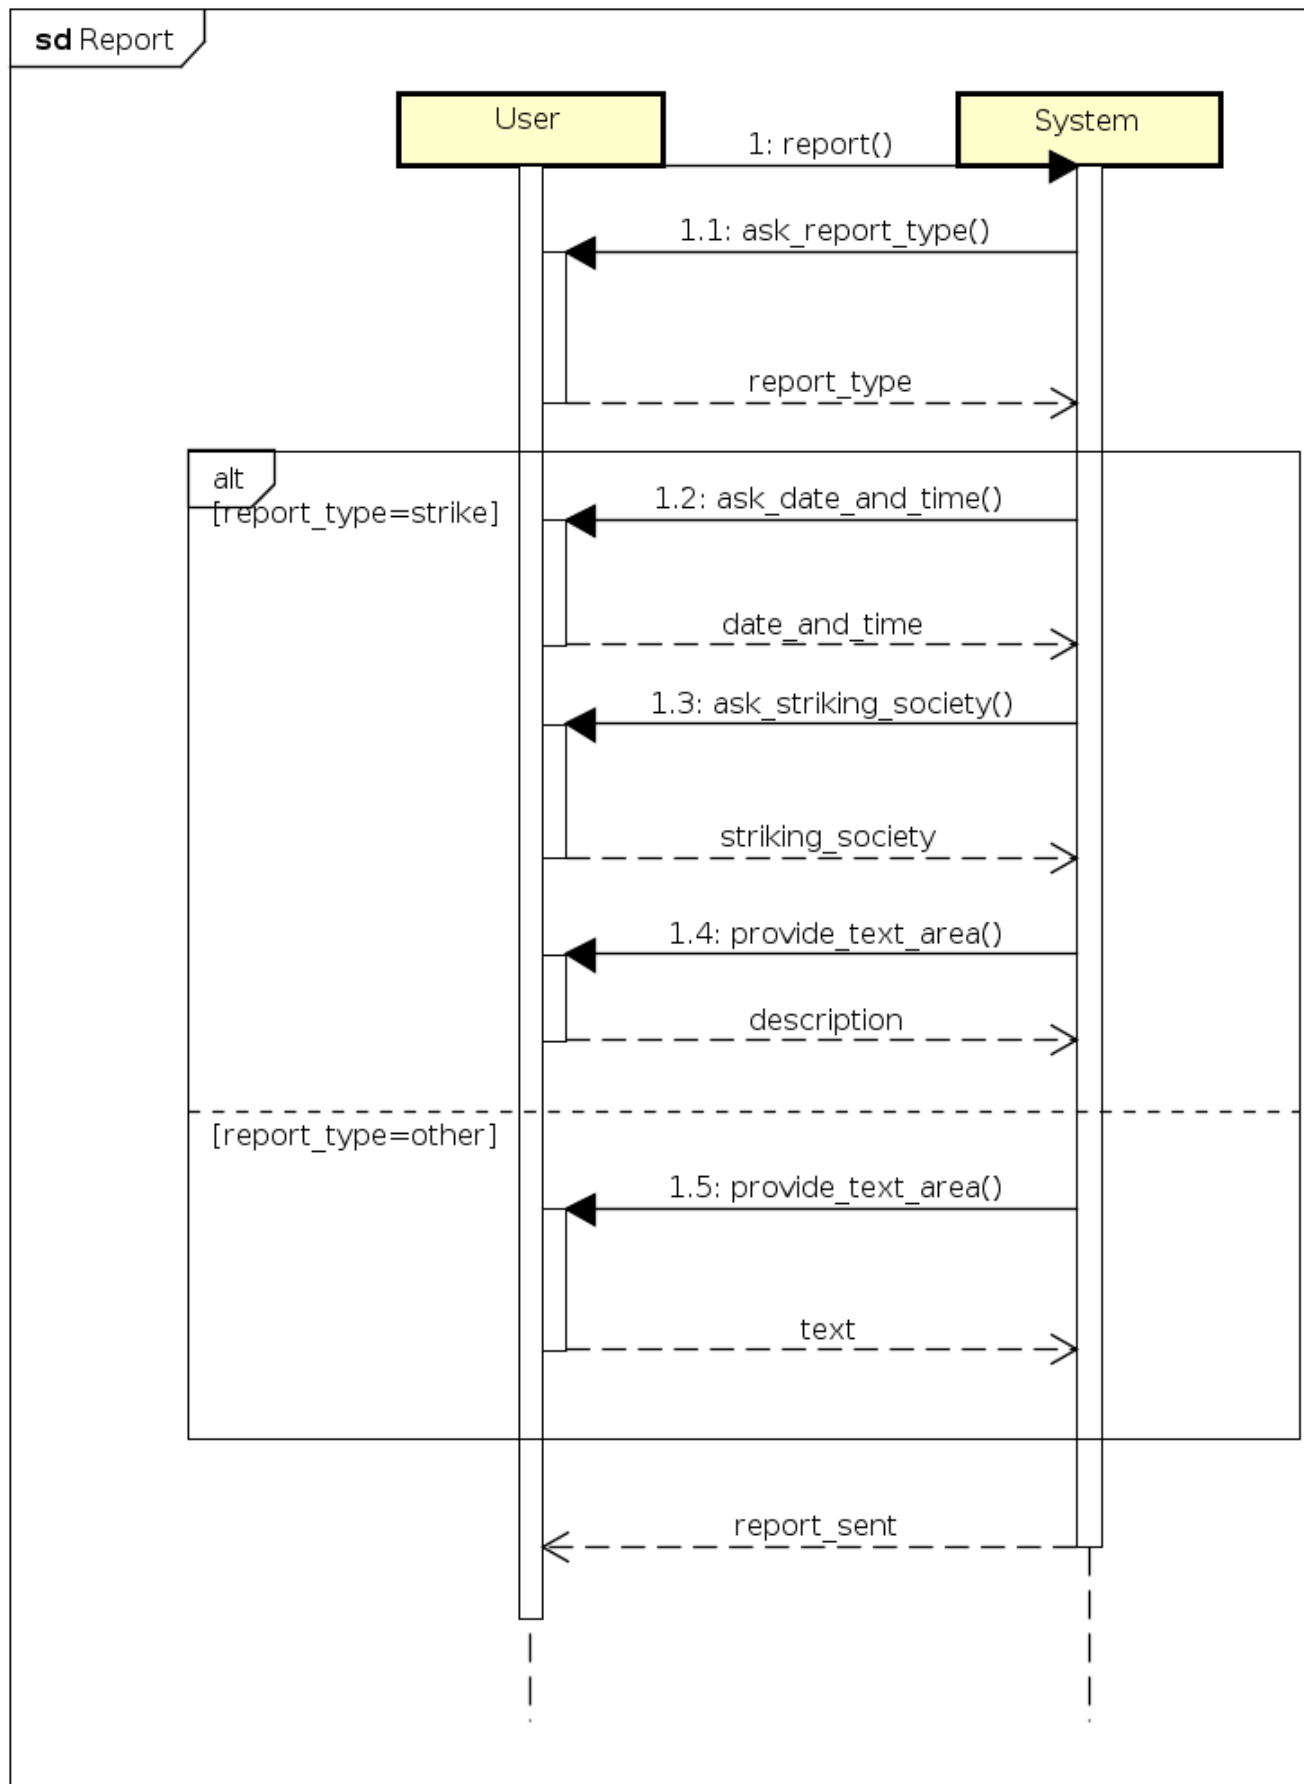 sd Report
User
System
1: report()
1.1: ask_report_type()
report_type
alt
[report_type=strike]
1.2: ask_date_and_time()
date_and_time
1.3: ask_striking_society()
striking_society
1.4: provide_text_area()
description
[report_type=other]
1.5: provide_text_area()
text
report_sent